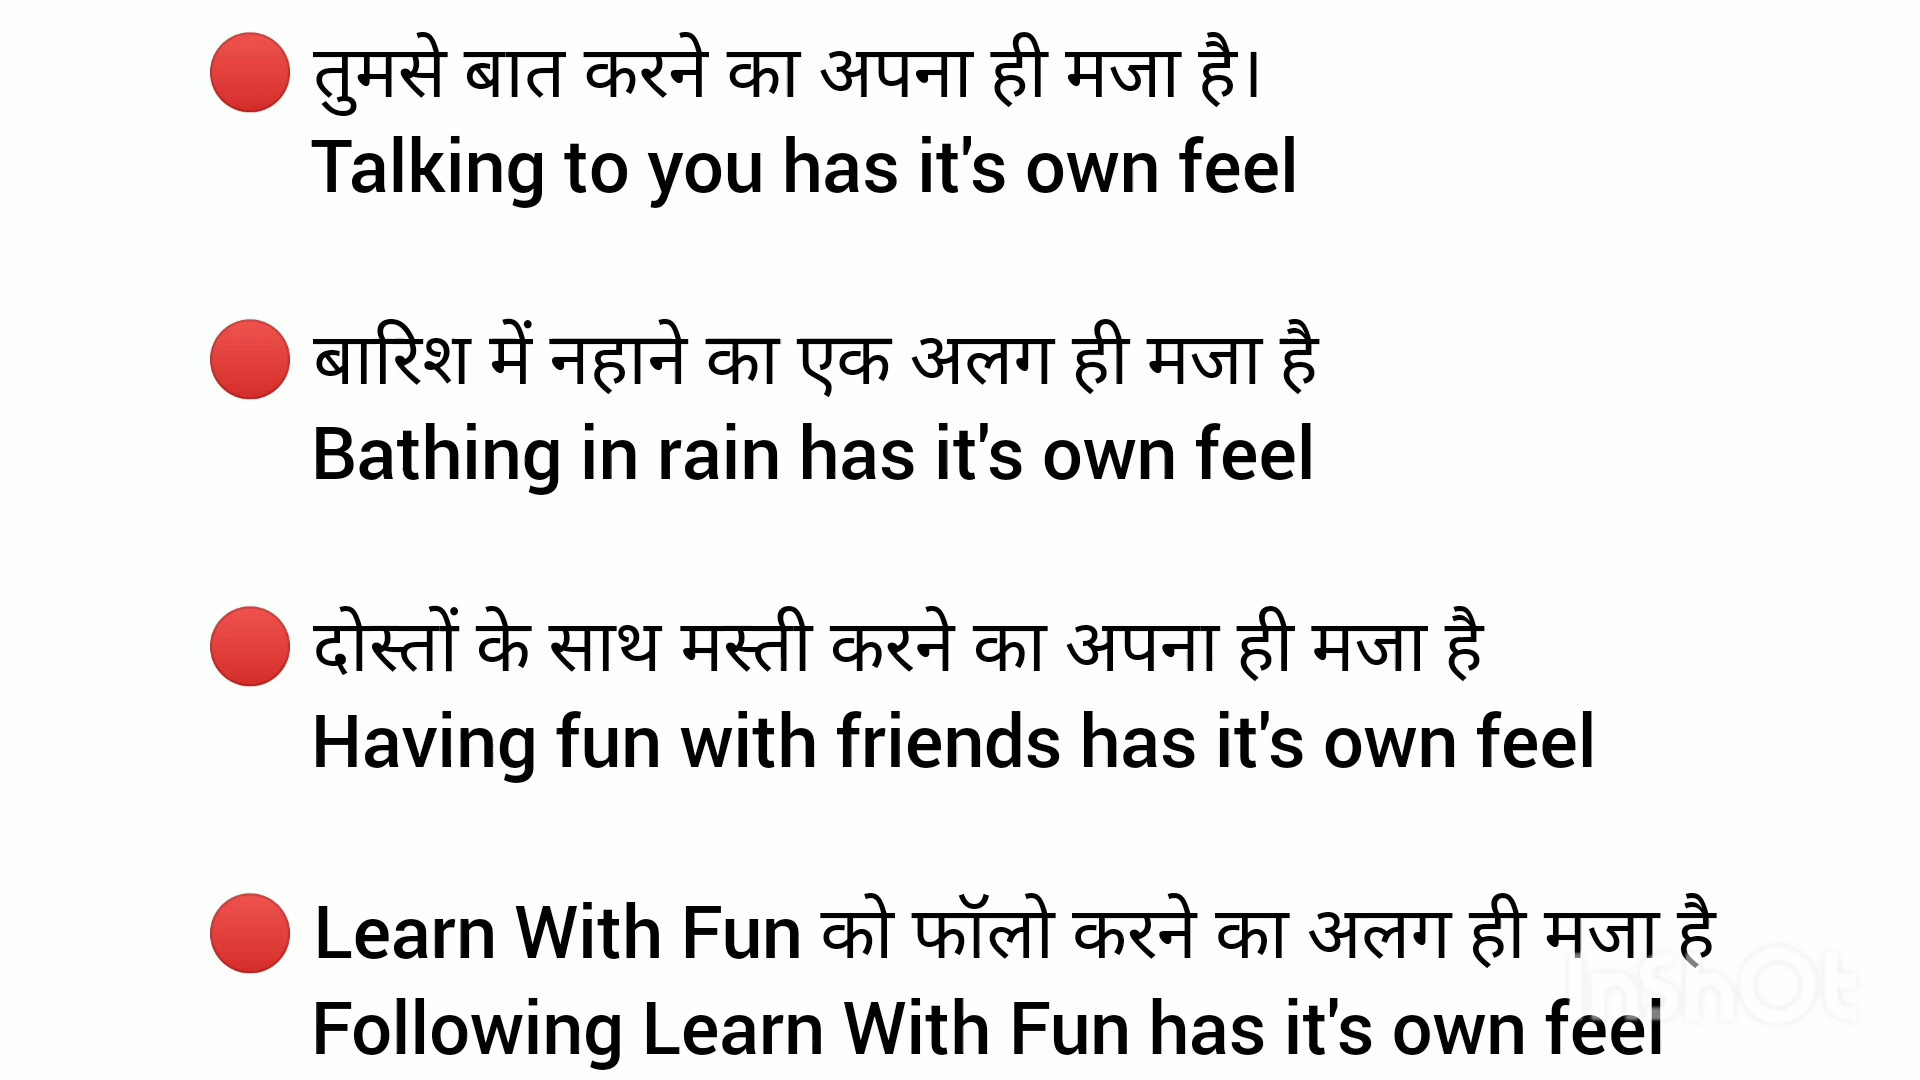 तुमसे बात करने का अपना ही मजा है।
Talking to you has it's own feel
बारिश में नहाने का एक अलग ही मजा है
Bathing in rain has it's own feel
दोस्तों के साथ मस्ती करने का अपना ही मजा है
Having fun with friends has it's own feel
Learn With Fun को फॉलो करने का अलग ही मजा है
Following Learn With Fun has it's own feel
InShOt